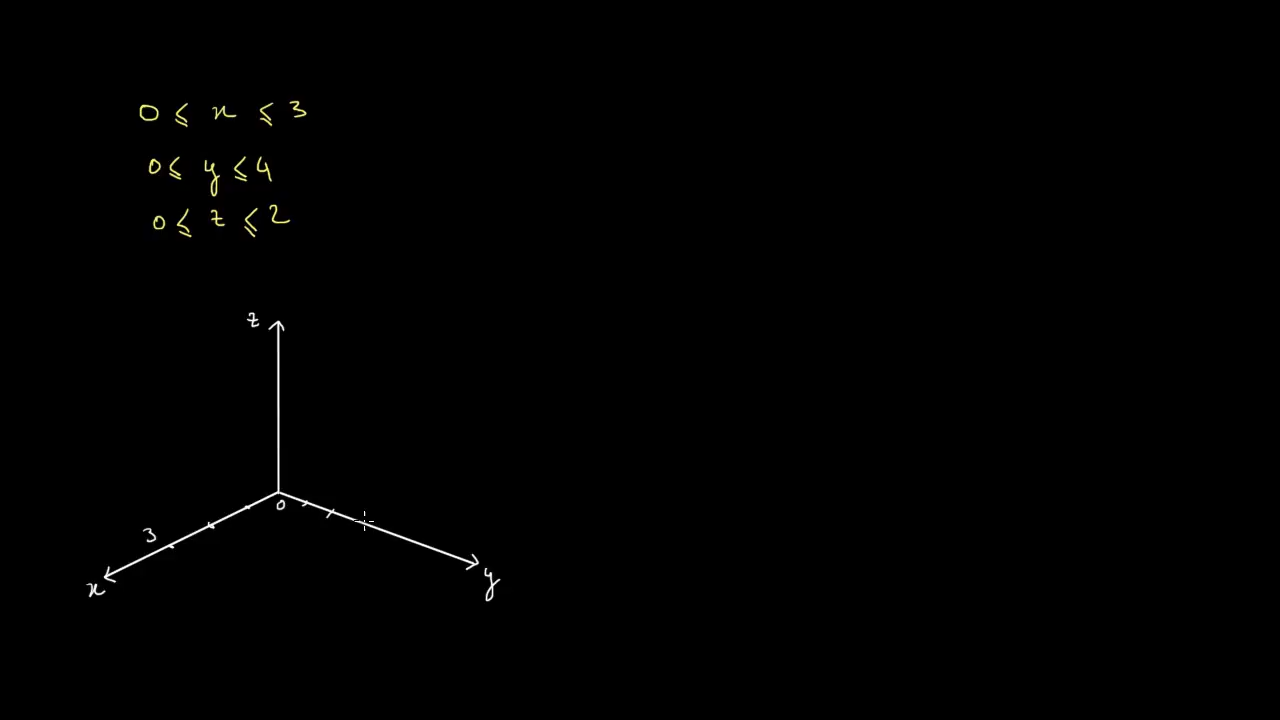 0 ≤ x ≤ 3
0 ≤ y ≤ 4
0 ≤ z ≤ 2
z
0
3
x
y